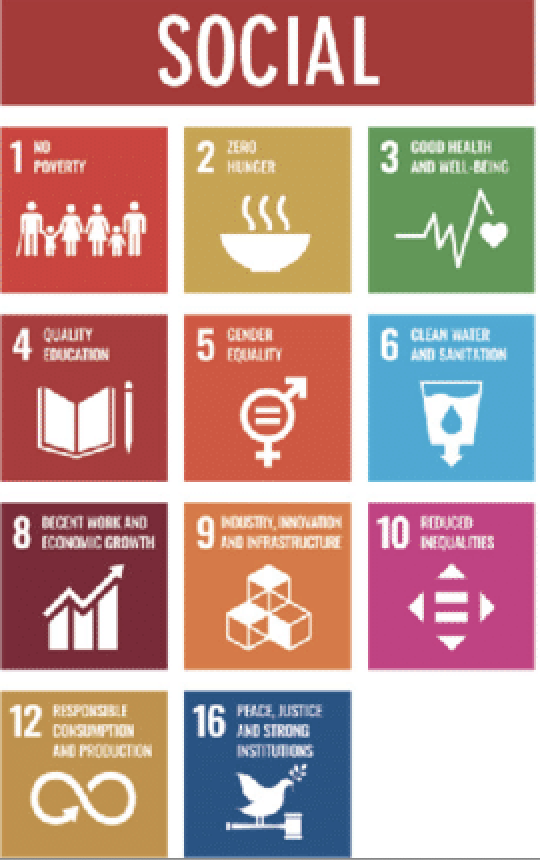 SOCIAL
1 NO
POVERTY
2 ZERO
HUNGER
3 GOOD HEALTH
AND WELL-BEING
4 QUALITY
EDUCATION
5 GENDER
EQUALITY
6 CLEAN WATER
AND SANITATION
8 DECENT WORK AND
ECONOMIC GROWTH
9 INDUSTRY, INNOVATION
AND INFRASTRUCTURE
10 REDUCED
INEQUALITIES
12 RESPONSIBLE
CONSUMPTION
AND PRODUCTION
16 PEACE, JUSTICE
AND STRONG
INSTITUTIONS